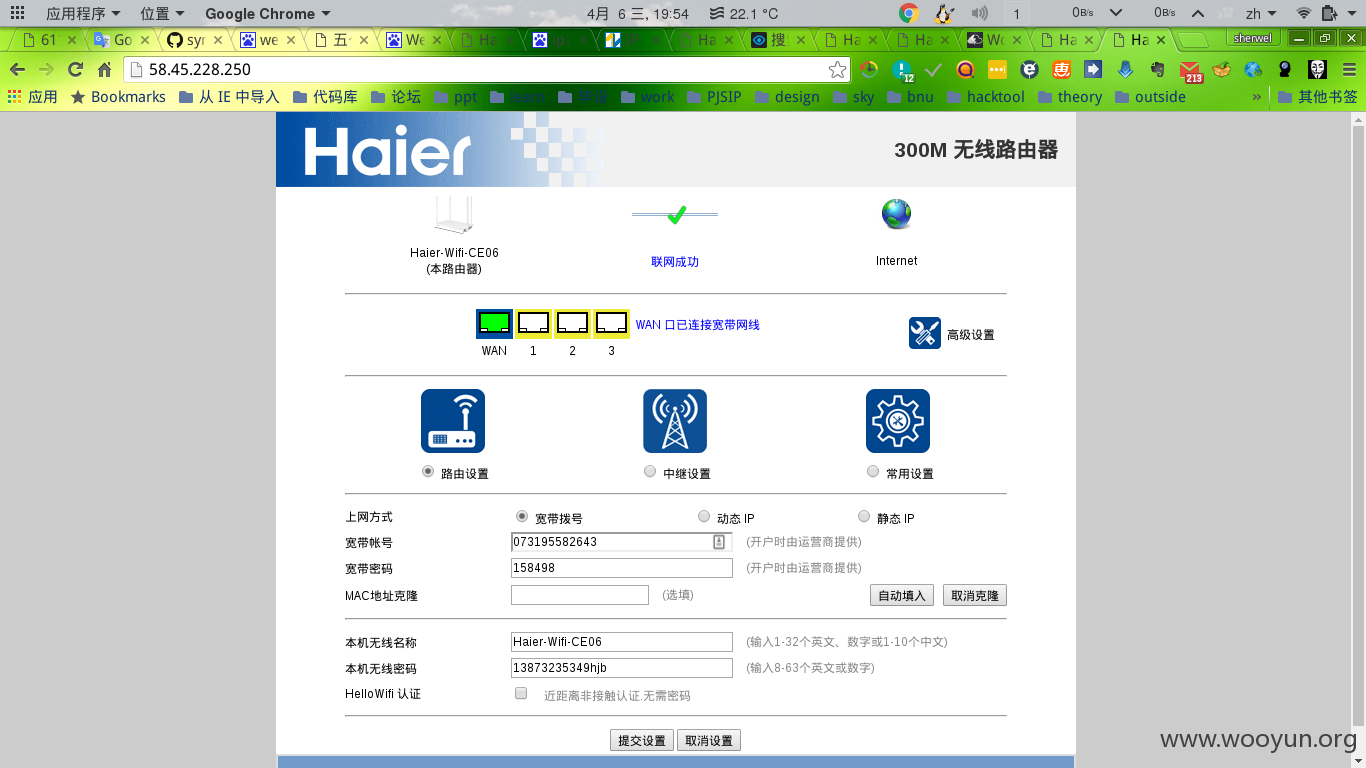 应用程序 位置 Google Chrome 4月 6 三, 19:54 22.1 °C 1 0B/s 0B/s zh
61 Go syr we 五 We Ha ip 十 Ha 搜 Ha Ha Wo Ha Ha sherwel
58.45.228.250 12 213
应用 Bookmarks 从 IE 中导入 代码库 论坛 ppt work PJSIP design sky bnu hacktool theory outside » 其他书签
Haier 300M 无线路由器
Haier-Wifi-CE06
(本路由器)
联网成功
Internet
WAN 口已连接宽带网线
高级设置
WAN 1 2 3
路由设置 中继设置 常用设置
上网方式 宽带拨号 动态 IP 静态 IP
宽带帐号 073195582643 (开户时由运营商提供)
宽带密码 158498 (开户时由运营商提供)
MAC地址克隆 (选填) 自动填入 取消克隆
本机无线名称 Haier-Wifi-CE06 (输入1-32个英文、数字或1-10个中文)
本机无线密码 13873235349hjb (输入8-63个英文或数字)
HelloWifi 认证 近距离非接触认证.无需密码
提交设置 取消设置
www.wooyun.org